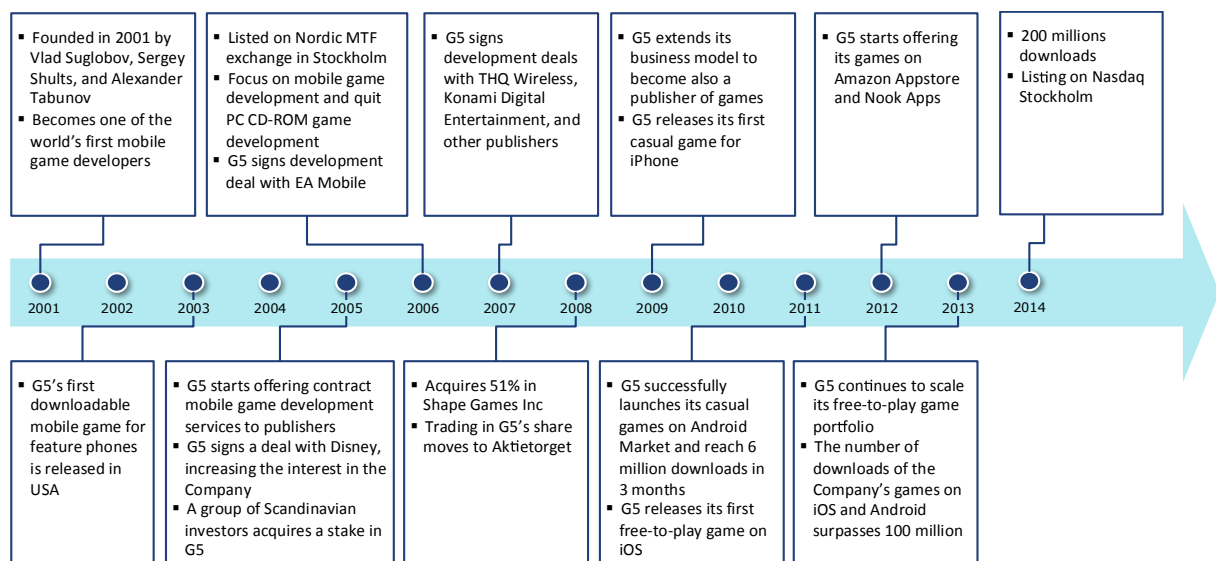 ▪ Founded in 2001 by
Vlad Suglobov, Sergey
Shults, and Alexander
Tabunov
▪ Becomes one of the
world's first mobile
game developers
▪ Listed on Nordic MTF
exchange in Stockholm
▪ Focus on mobile game
development and quit
PC CD-ROM game
development
▪ G5 signs development
deal with EA Mobile
▪ G5 signs
development deals
with THQ Wireless,
Konami Digital
Entertainment, and
other publishers
▪ G5 extends its
business model to
become also a
publisher of games
▪ G5 releases its first
casual game for
iPhone
▪ G5 starts offering
its games on
Amazon Appstore
and Nook Apps
▪ 200 millions
downloads
▪ Listing on Nasdaq
Stockholm
2001 2002 2003 2004 2005 2006 2007 2008 2009 2010 2011 2012 2013 2014
▪ G5's first
downloadable
mobile game for
feature phones
is released in
USA
▪ G5 starts offering contract
mobile game development
services to publishers
▪ G5 signs a deal with Disney,
increasing the interest in the
Company
▪ A group of Scandinavian
investors acquires a stake in
G5
▪ Acquires 51% in
Shape Games Inc
▪ Trading in G5's share
moves to Aktietorget
▪ G5 successfully
launches its casual
games on Android
Market and reach 6
million downloads in
3 months
▪ G5 releases its first
free-to-play game on
iOS
▪ G5 continues to scale
its free-to-play game
portfolio
▪ The number of
downloads of the
Company's games on
iOS and Android
surpasses 100 million